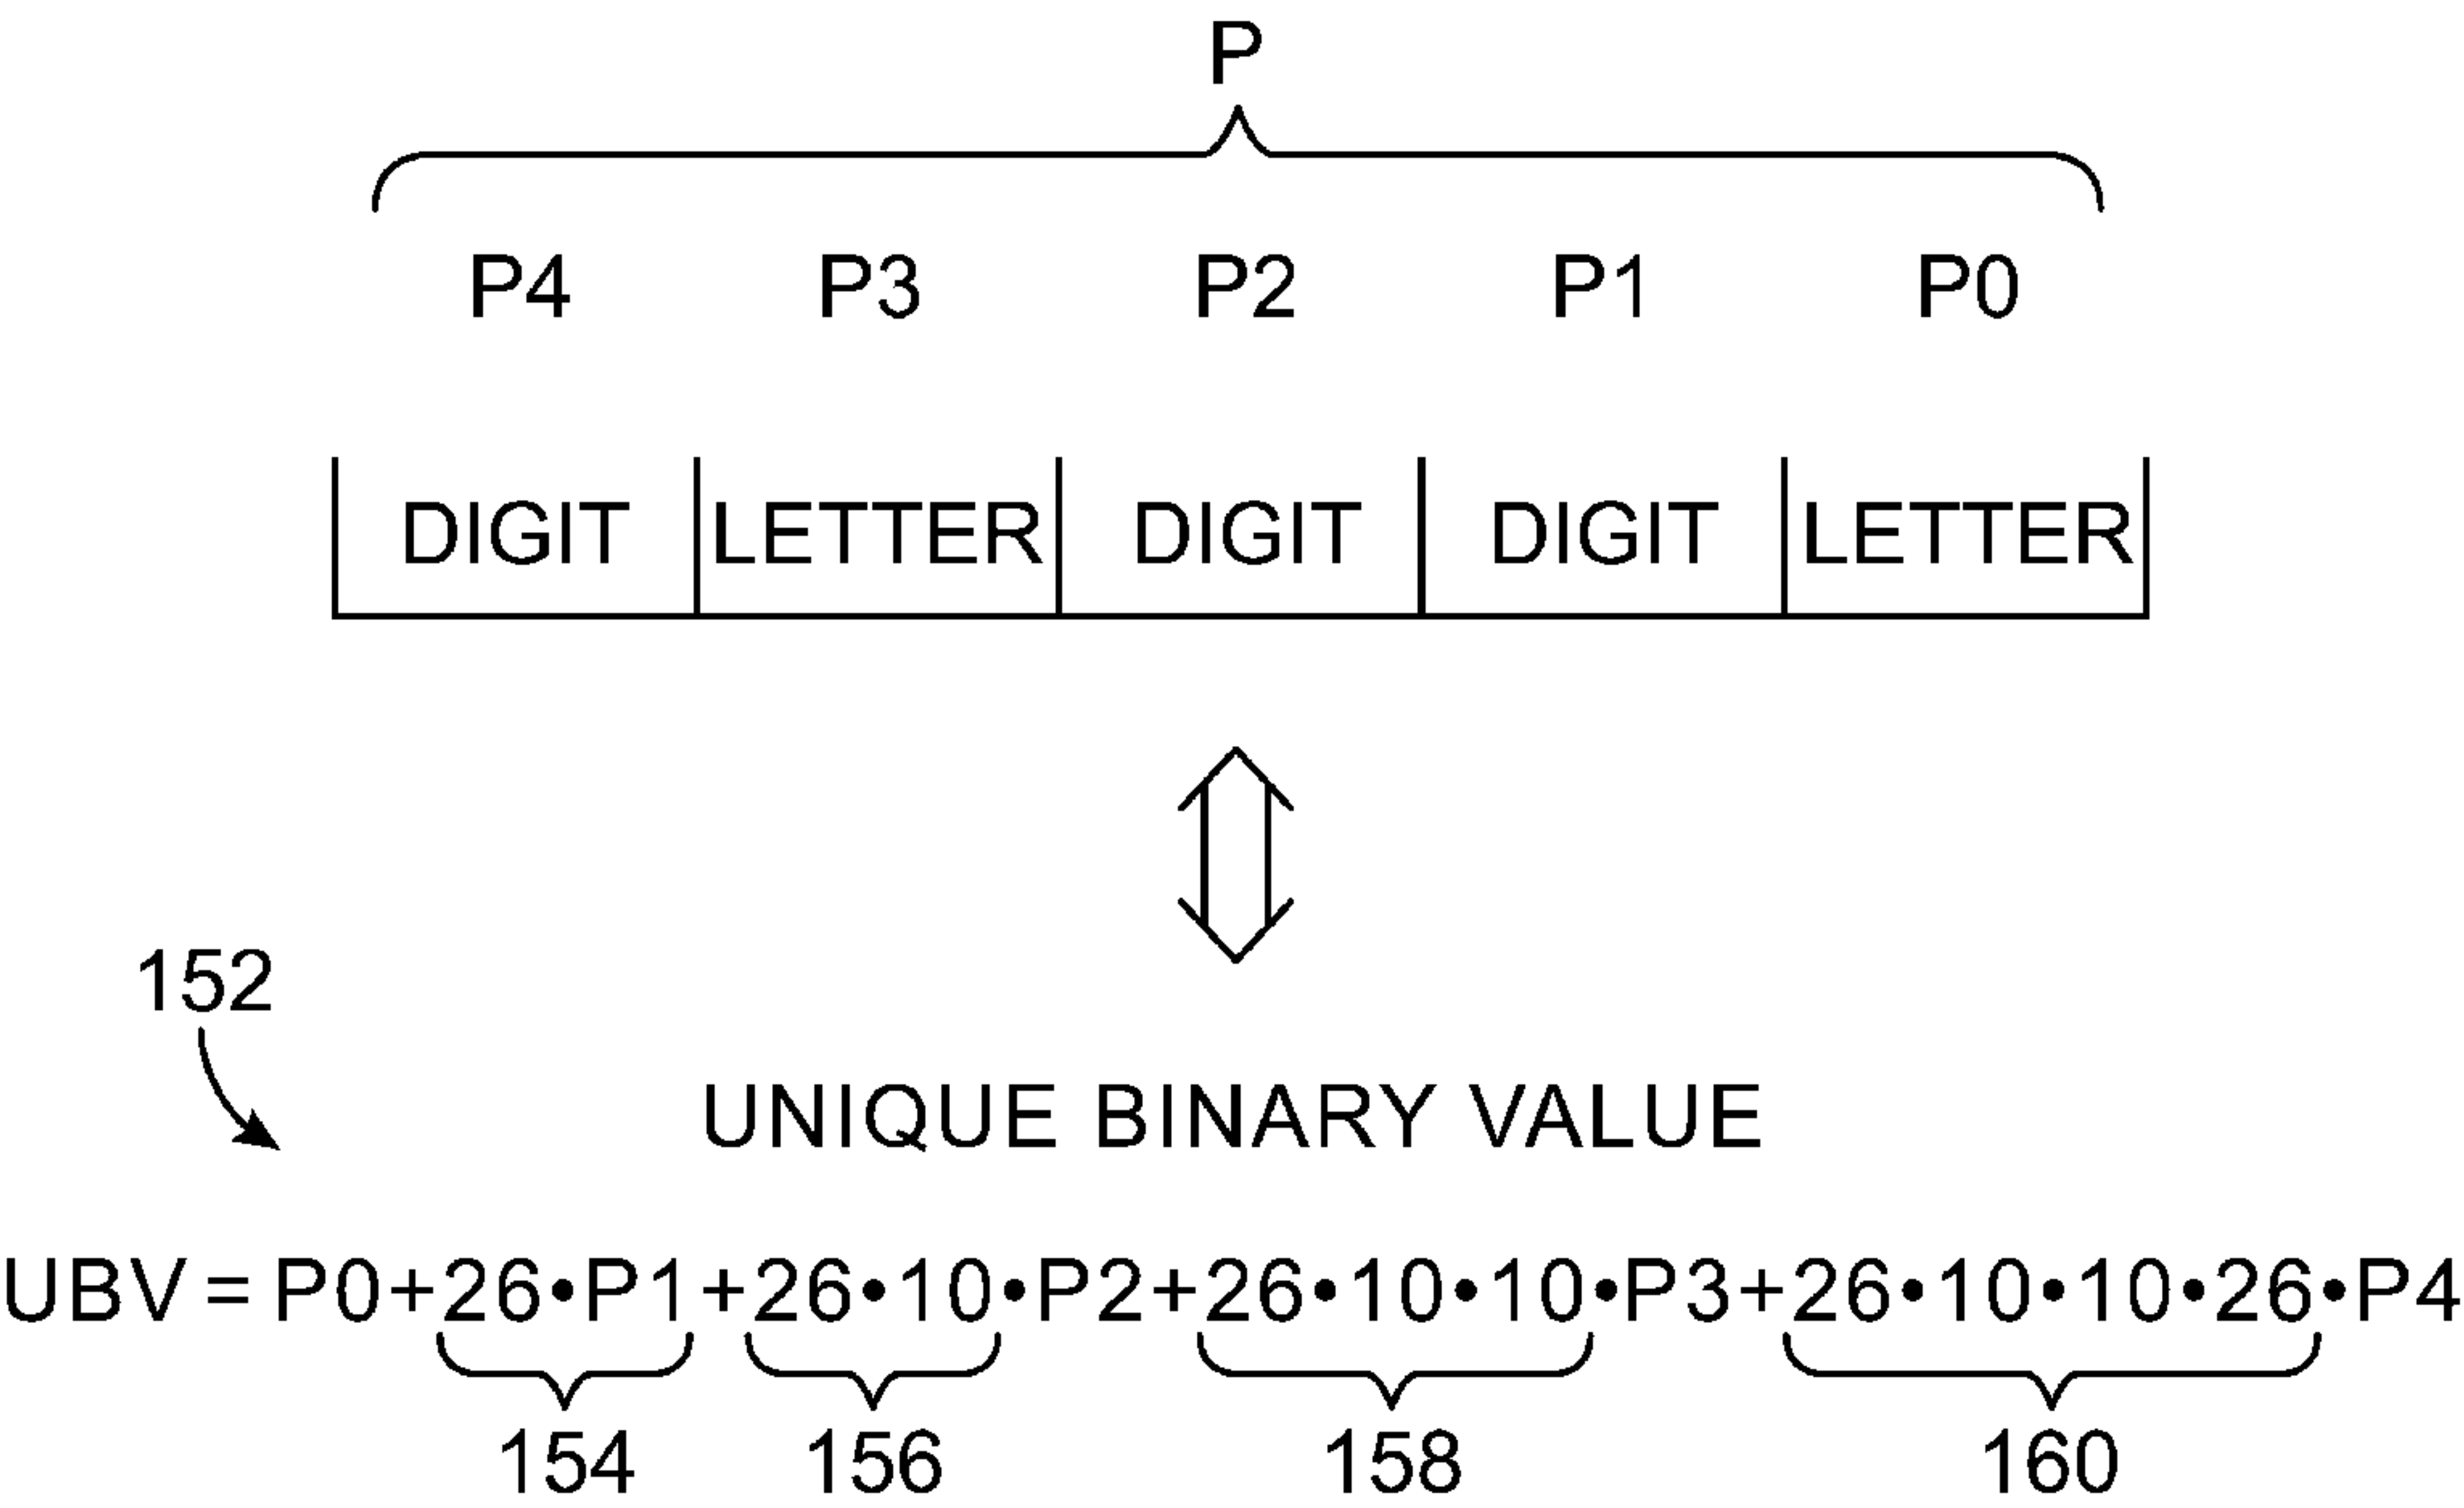 P
P4 P3 P2 P1 P0
DIGIT LETTER DIGIT DIGIT LETTER
152
UNIQUE BINARY VALUE
UBV = P0+26•P1+26•10•P2+26•10•10•P3+26•10•10•26•P4
154 156 158 160